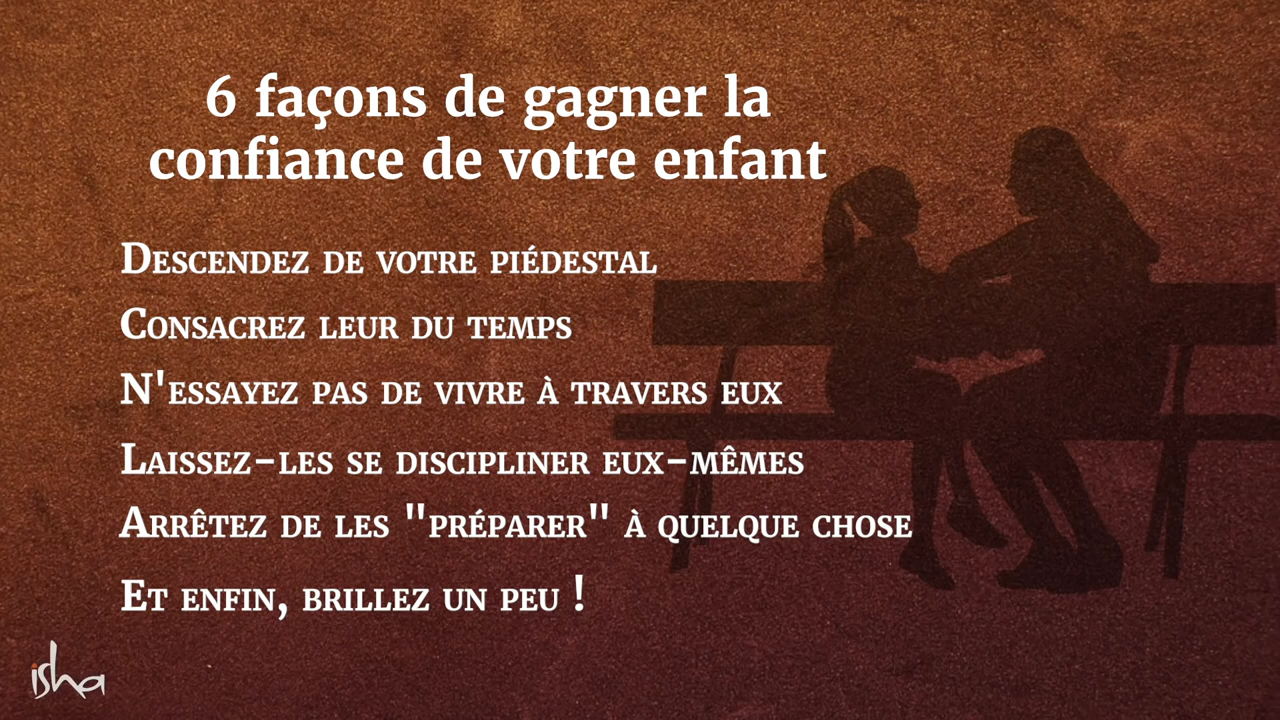 6 façons de gagner la
confiance de votre enfant
Descendez de votre piédestal
Consacrez leur du temps
N'essayez pas de vivre à travers eux
Laissez-les se discipliner eux-mêmes
Arrêtez de les "préparer" à quelque chose
Et enfin, brillez un peu !
isha